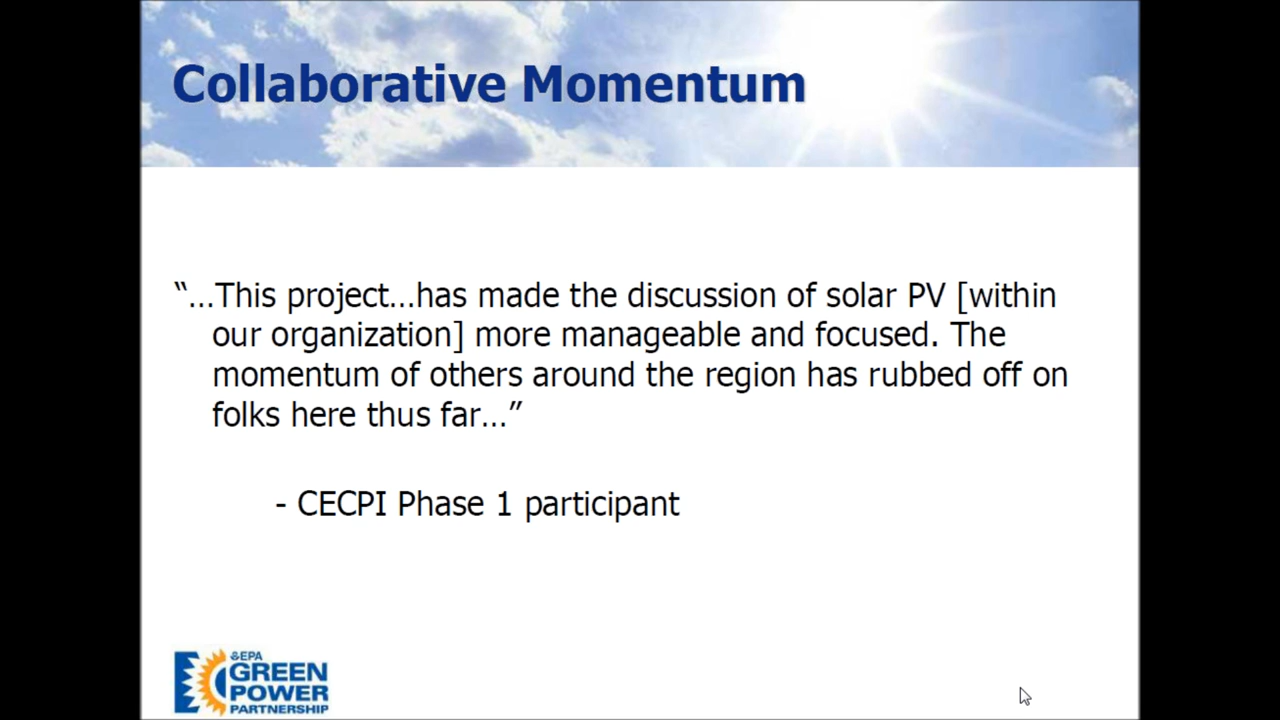 Collaborative Momentum
“…This project…has made the discussion of solar PV [within
our organization] more manageable and focused. The
momentum of others around the region has rubbed off on
folks here thus far…”
- CECPI Phase 1 participant
EPA
GREEN
POWER
PARTNERSHIP